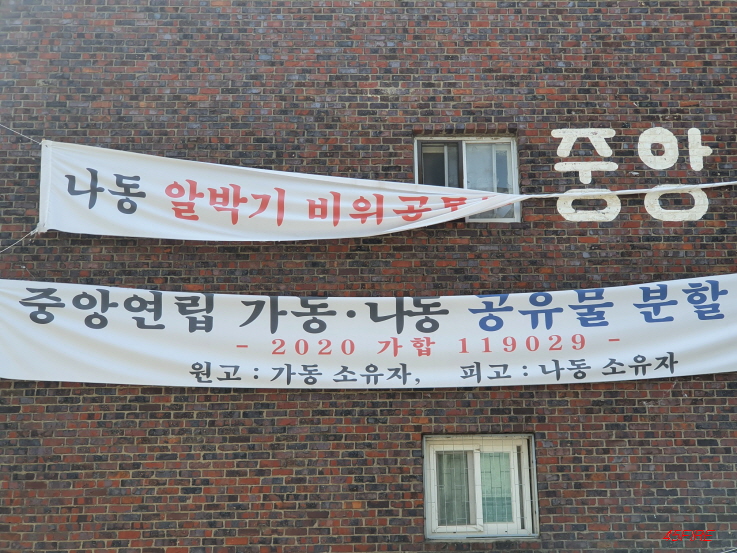 중앙
나동 알박기 비위공
중앙연립 가동·나동 공유물 분할
- 2020 가합 119029 -
원고 : 가동 소유자, 피고 : 나동 소유자